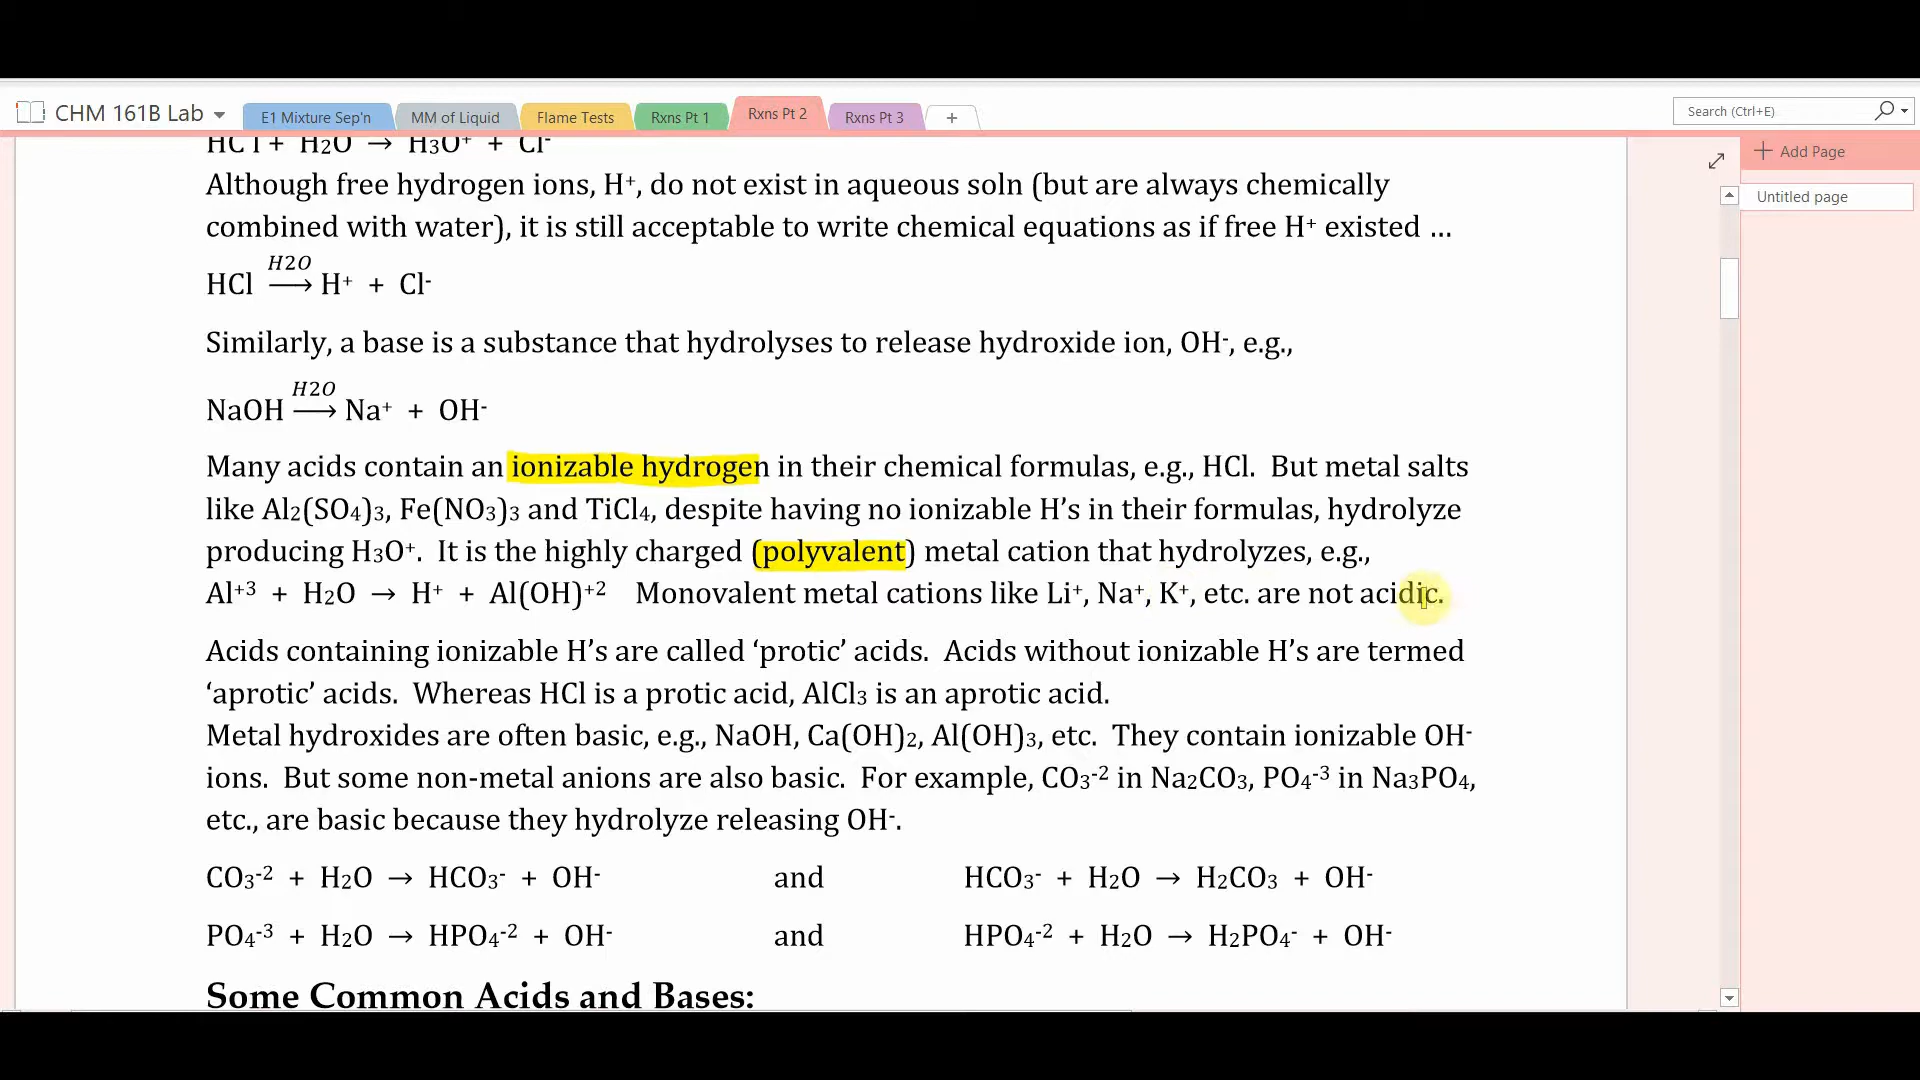 CHM 161B Lab
E1 Mixture Sep'n
MM of Liquid
Flame Tests
Rxns Pt 1
Rxns Pt 2
Rxns Pt 3
+
Search (Ctrl+E)
+ Add Page
Untitled page
HCl + H2O → H3O⁺ + Cl⁻
Although free hydrogen ions, H⁺, do not exist in aqueous soln (but are always chemically
combined with water), it is still acceptable to write chemical equations as if free H⁺ existed …
H2O
HCl ⟶ H⁺ + Cl⁻
Similarly, a base is a substance that hydrolyses to release hydroxide ion, OH⁻, e.g.,
H2O
NaOH ⟶ Na⁺ + OH⁻
Many acids contain an ionizable hydrogen in their chemical formulas, e.g., HCl. But metal salts
like Al₂(SO₄)₃, Fe(NO₃)₃ and TiCl₄, despite having no ionizable H’s in their formulas, hydrolyze
producing H₃O⁺. It is the highly charged (polyvalent) metal cation that hydrolyzes, e.g.,
Al⁺³ + H₂O → H⁺ + Al(OH)⁺² Monovalent metal cations like Li⁺, Na⁺, K⁺, etc. are not acidic.
Acids containing ionizable H’s are called ‘protic’ acids. Acids without ionizable H’s are termed
‘aprotic’ acids. Whereas HCl is a protic acid, AlCl₃ is an aprotic acid.
Metal hydroxides are often basic, e.g., NaOH, Ca(OH)₂, Al(OH)₃, etc. They contain ionizable OH⁻
ions. But some non-metal anions are also basic. For example, CO₃⁻² in Na₂CO₃, PO₄⁻³ in Na₃PO₄,
etc., are basic because they hydrolyze releasing OH⁻.
CO₃⁻² + H₂O → HCO₃⁻ + OH⁻ and HCO₃⁻ + H₂O → H₂CO₃ + OH⁻
PO₄⁻³ + H₂O → HPO₄⁻² + OH⁻ and HPO₄⁻² + H₂O → H₂PO₄⁻ + OH⁻
Some Common Acids and Bases: